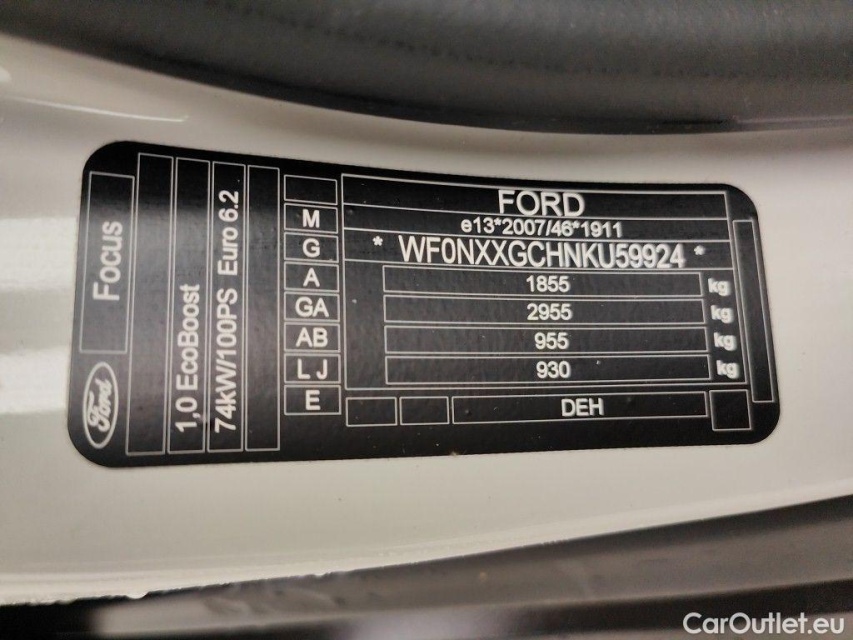 Focus
Ford
1,0 EcoBoost
74kW/100PS Euro 6.2
M
G
A
GA
AB
LJ
E
FORD
e13*2007/46*1911
* WF0NXXGCHNKU59924 *
1855 kg
2955 kg
955 kg
930 kg
DEH
CarOutlet.eu